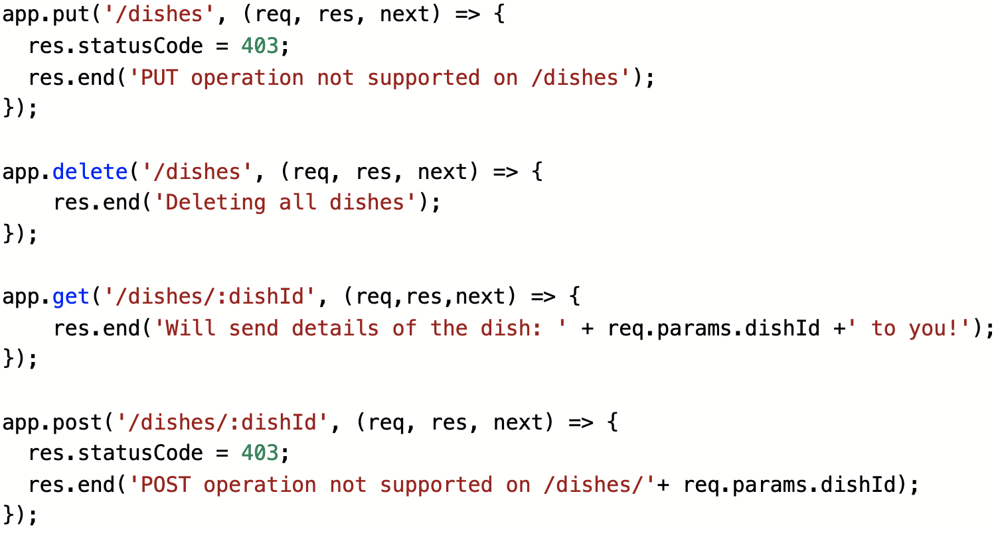 app.put('/dishes', (req, res, next) => {
  res.statusCode = 403;
  res.end('PUT operation not supported on /dishes');
});

app.delete('/dishes', (req, res, next) => {
    res.end('Deleting all dishes');
});

app.get('/dishes/:dishId', (req,res,next) => {
    res.end('Will send details of the dish: ' + req.params.dishId +' to you!');
});

app.post('/dishes/:dishId', (req, res, next) => {
  res.statusCode = 403;
  res.end('POST operation not supported on /dishes/'+ req.params.dishId);
});